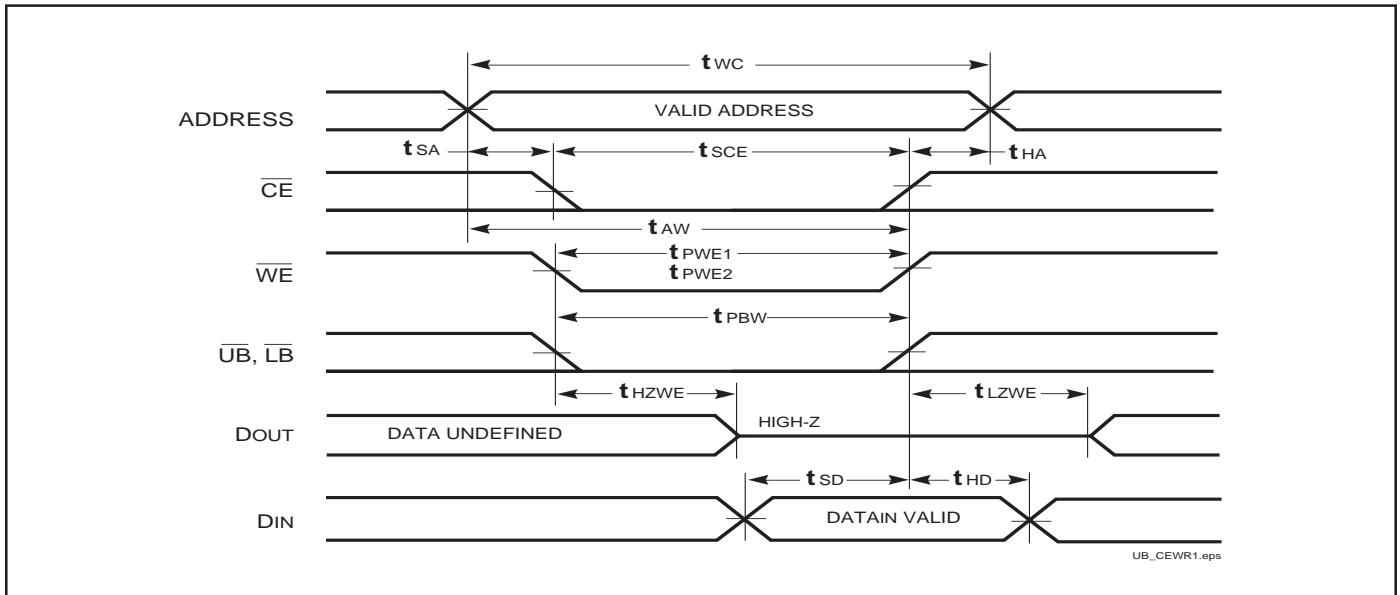 tWC
ADDRESS
VALID ADDRESS
tSA
tSCE
tHA
CE
tAW
tPWE1
WE
tPWE2
tPBW
UB, LB
tHZWE
tLZWE
DOUT
DATA UNDEFINED
HIGH-Z
tSD
tHD
DIN
DATAIN VALID
UB_CEWR1.eps